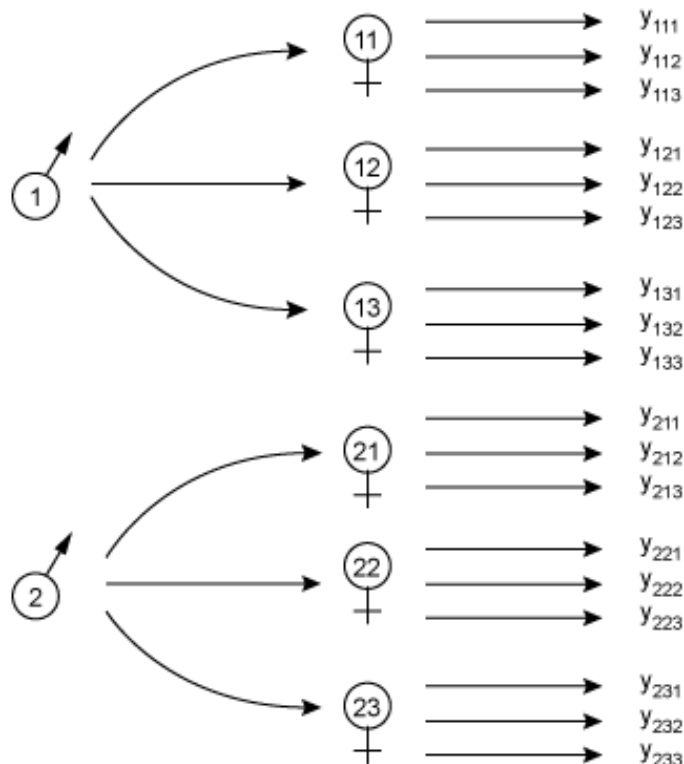 11
y₁₁₁
y₁₁₂
y₁₁₃
1
12
y₁₂₁
y₁₂₂
y₁₂₃
13
y₁₃₁
y₁₃₂
y₁₃₃
21
y₂₁₁
y₂₁₂
y₂₁₃
2
22
y₂₂₁
y₂₂₂
y₂₂₃
23
y₂₃₁
y₂₃₂
y₂₃₃